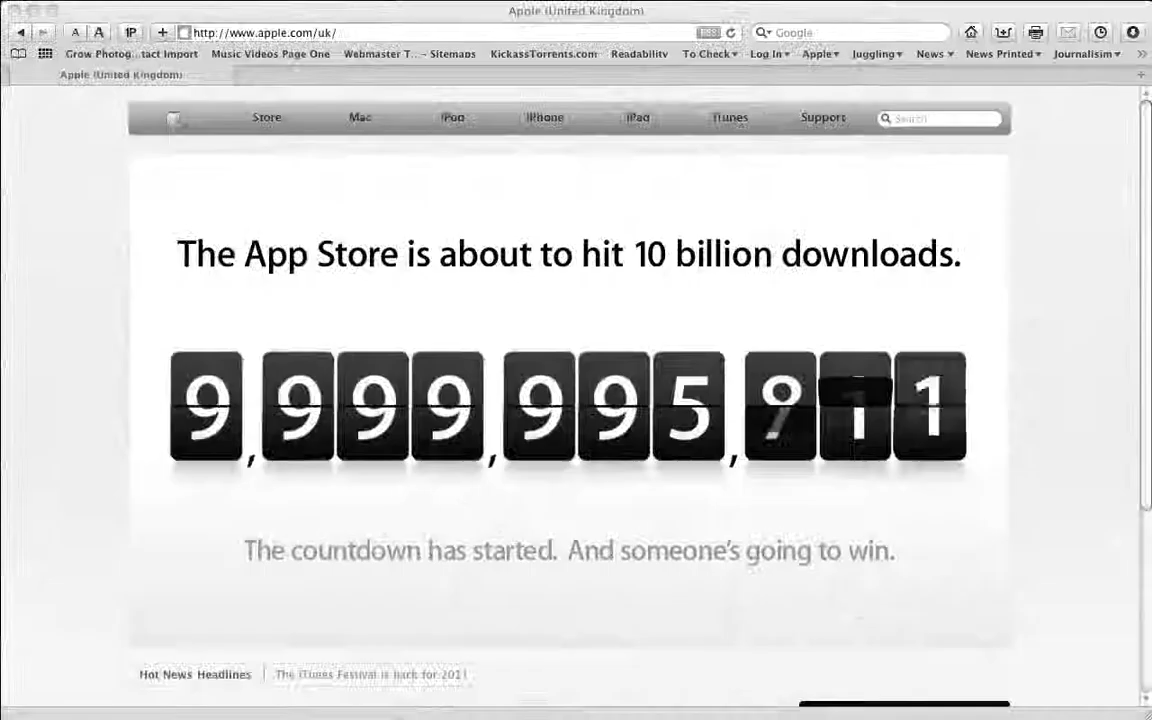 Apple (United Kingdom)
A A IP + http://www.apple.com/uk/ RSS Google
Grow Photog...tact Import Music Videos Page One Webmaster T... - Sitemaps KickassTorrents.com Readability To Check Log In Apple Juggling News News Printed Journalisim
Apple (United Kingdom)
Store Mac iPod iPhone iPad iTunes Support Search
The App Store is about to hit 10 billion downloads.
9,999,995,911
The countdown has started. And someone's going to win.
Hot News Headlines The iTunes Festival is back for 2011